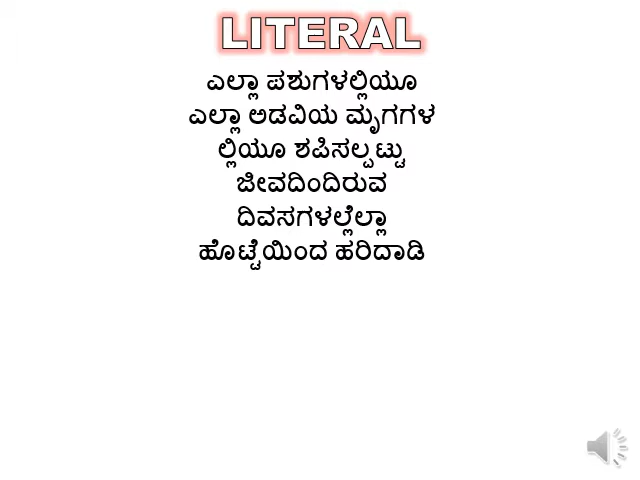 LITERAL
ಎಲ್ಲಾ ಪಶುಗಳಲ್ಲಿಯೂ
ಎಲ್ಲಾ ಅಡವಿಯ ಮೃಗಗಳ
ಲ್ಲಿಯೂ ಶಪಿಸಲ್ಪಟ್ಟು
ಜೀವದಿಂದಿರುವ
ದಿವಸಗಳಲ್ಲೆಲ್ಲಾ
ಹೊಟ್ಟೆಯಿಂದ ಹರಿದಾಡಿ